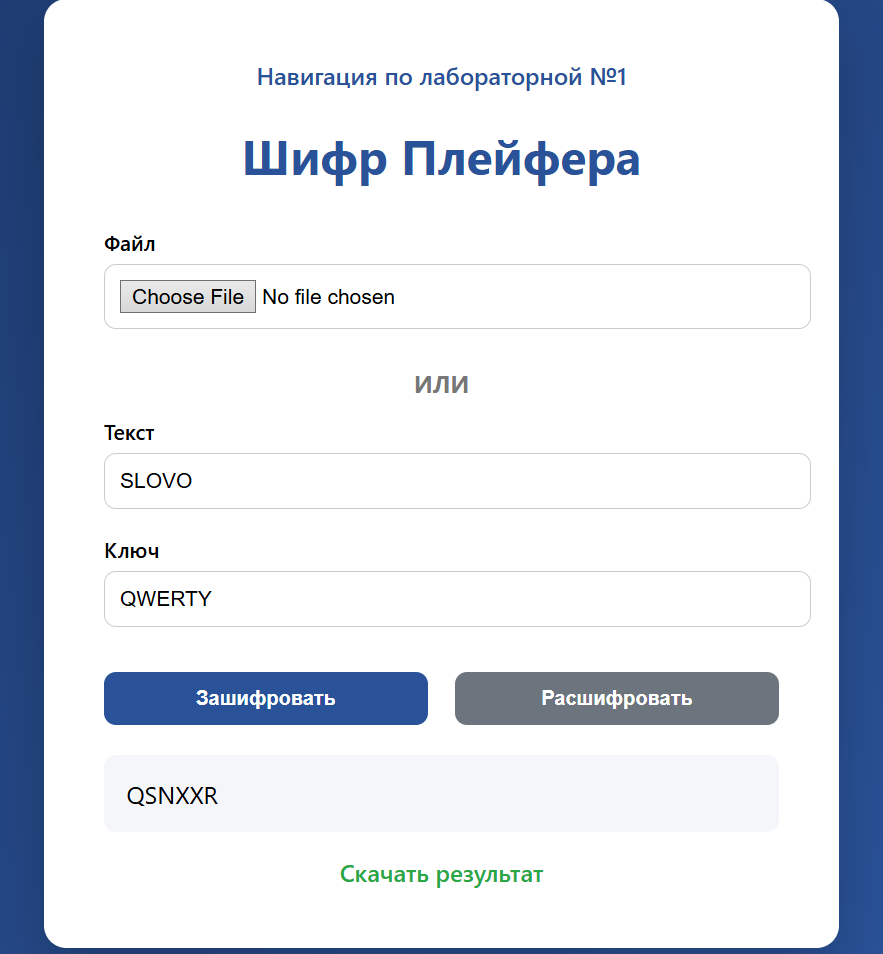 Навигация по лабораторной №1
Шифр Плейфера
Файл
Choose File No file chosen
ИЛИ
Текст
SLOVO
Ключ
QWERTY
Зашифровать Расшифровать
QSNXXR
Скачать результат